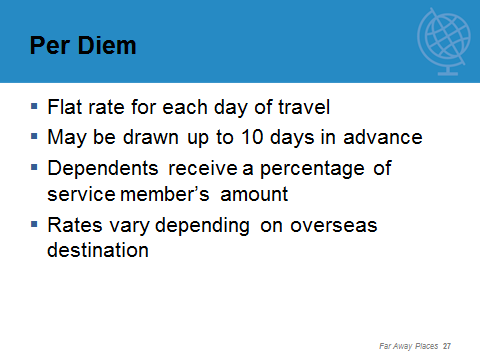 Per Diem
▪ Flat rate for each day of travel
▪ May be drawn up to 10 days in advance
▪ Dependents receive a percentage of
service member's amount
▪ Rates vary depending on overseas
destination
Far Away Places 27